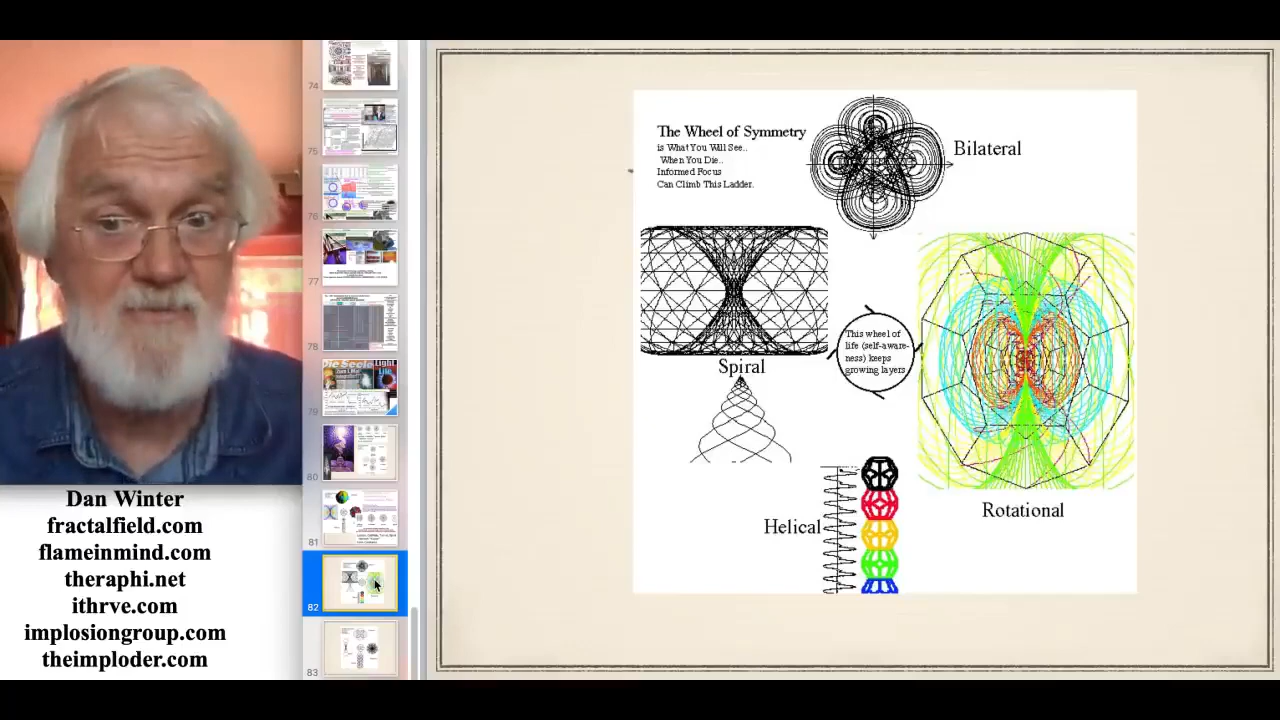 Dan Winter
fractalfield.com
flameinmind.com
theraphi.net
ithrve.com
implosiongroup.com
theimploder.com
74
75
76
77
78
79
80
81
82
83
The Wheel of Symmetry
is What You Will See..
When You Die..
Informed Focus
Can Climb This Ladder.
Bilateral
Spiral
This wheel of
life (self-aware-
ness) keeps
growing layers
Helical
Rotational